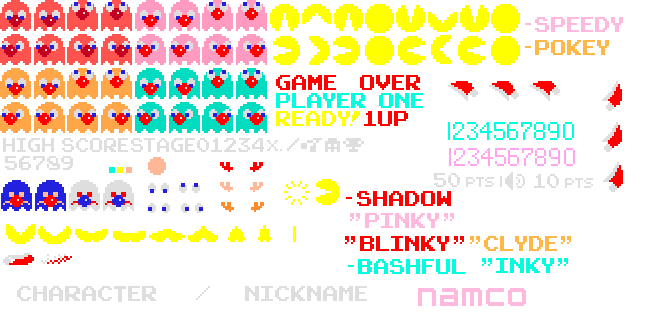 -SPEEDY
-POKEY
GAME OVER
PLAYER ONE
READY! 1UP
HIGH SCORESTAGE01234X./-
56789
1234567890
1234567890
50 PTS 10 PTS
-SHADOW
"PINKY"
"BLINKY" "CLYDE"
-BASHFUL "INKY"
CHARACTER / NICKNAME
namco